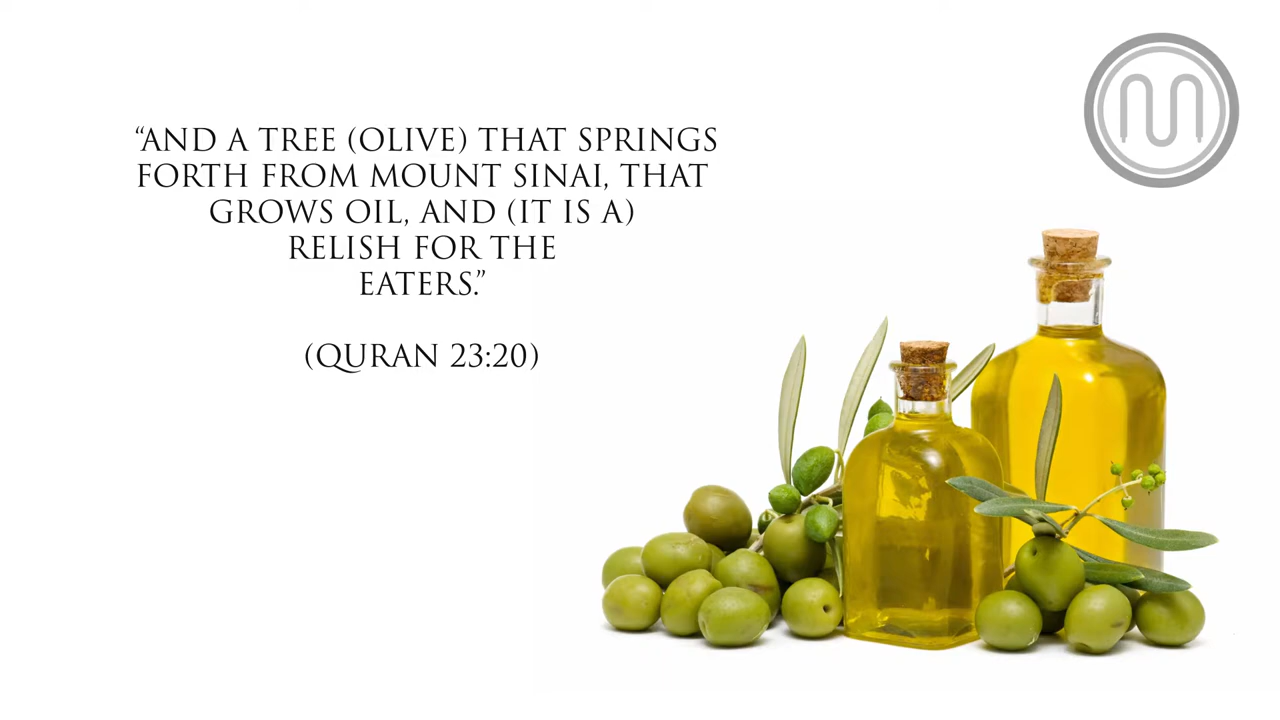 “AND A TREE (OLIVE) THAT SPRINGS
FORTH FROM MOUNT SINAI, THAT
GROWS OIL, AND (IT IS A)
RELISH FOR THE
EATERS.”
(QURAN 23:20)